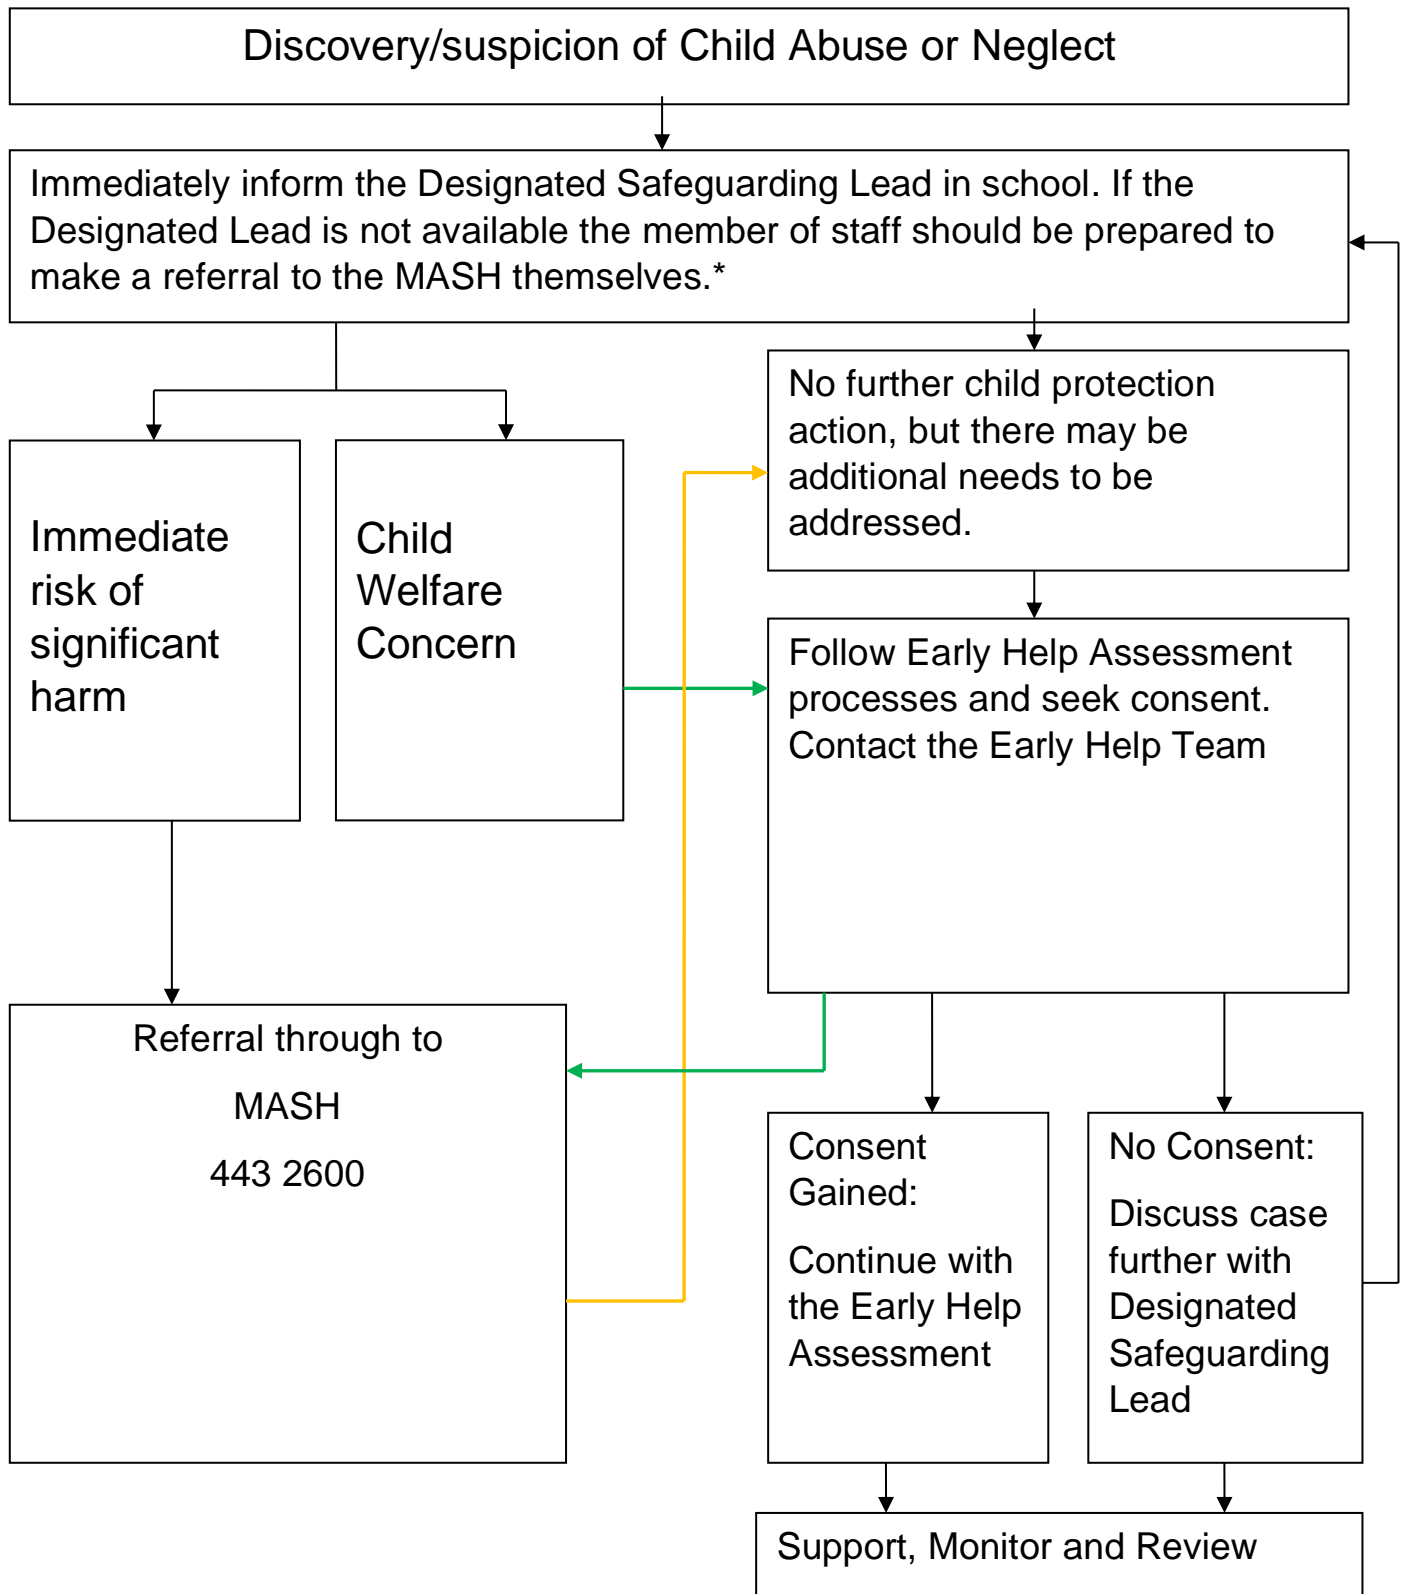 Discovery/suspicion of Child Abuse or Neglect
Immediately inform the Designated Safeguarding Lead in school. If the
Designated Lead is not available the member of staff should be prepared to
make a referral to the MASH themselves.*
No further child protection
action, but there may be
additional needs to be
addressed.
Immediate
risk of
significant
harm
Child
Welfare
Concern
Follow Early Help Assessment
processes and seek consent.
Contact the Early Help Team
Referral through to
MASH
443 2600
Consent
Gained:
Continue with
the Early Help
Assessment
No Consent:
Discuss case
further with
Designated
Safeguarding
Lead
Support, Monitor and Review